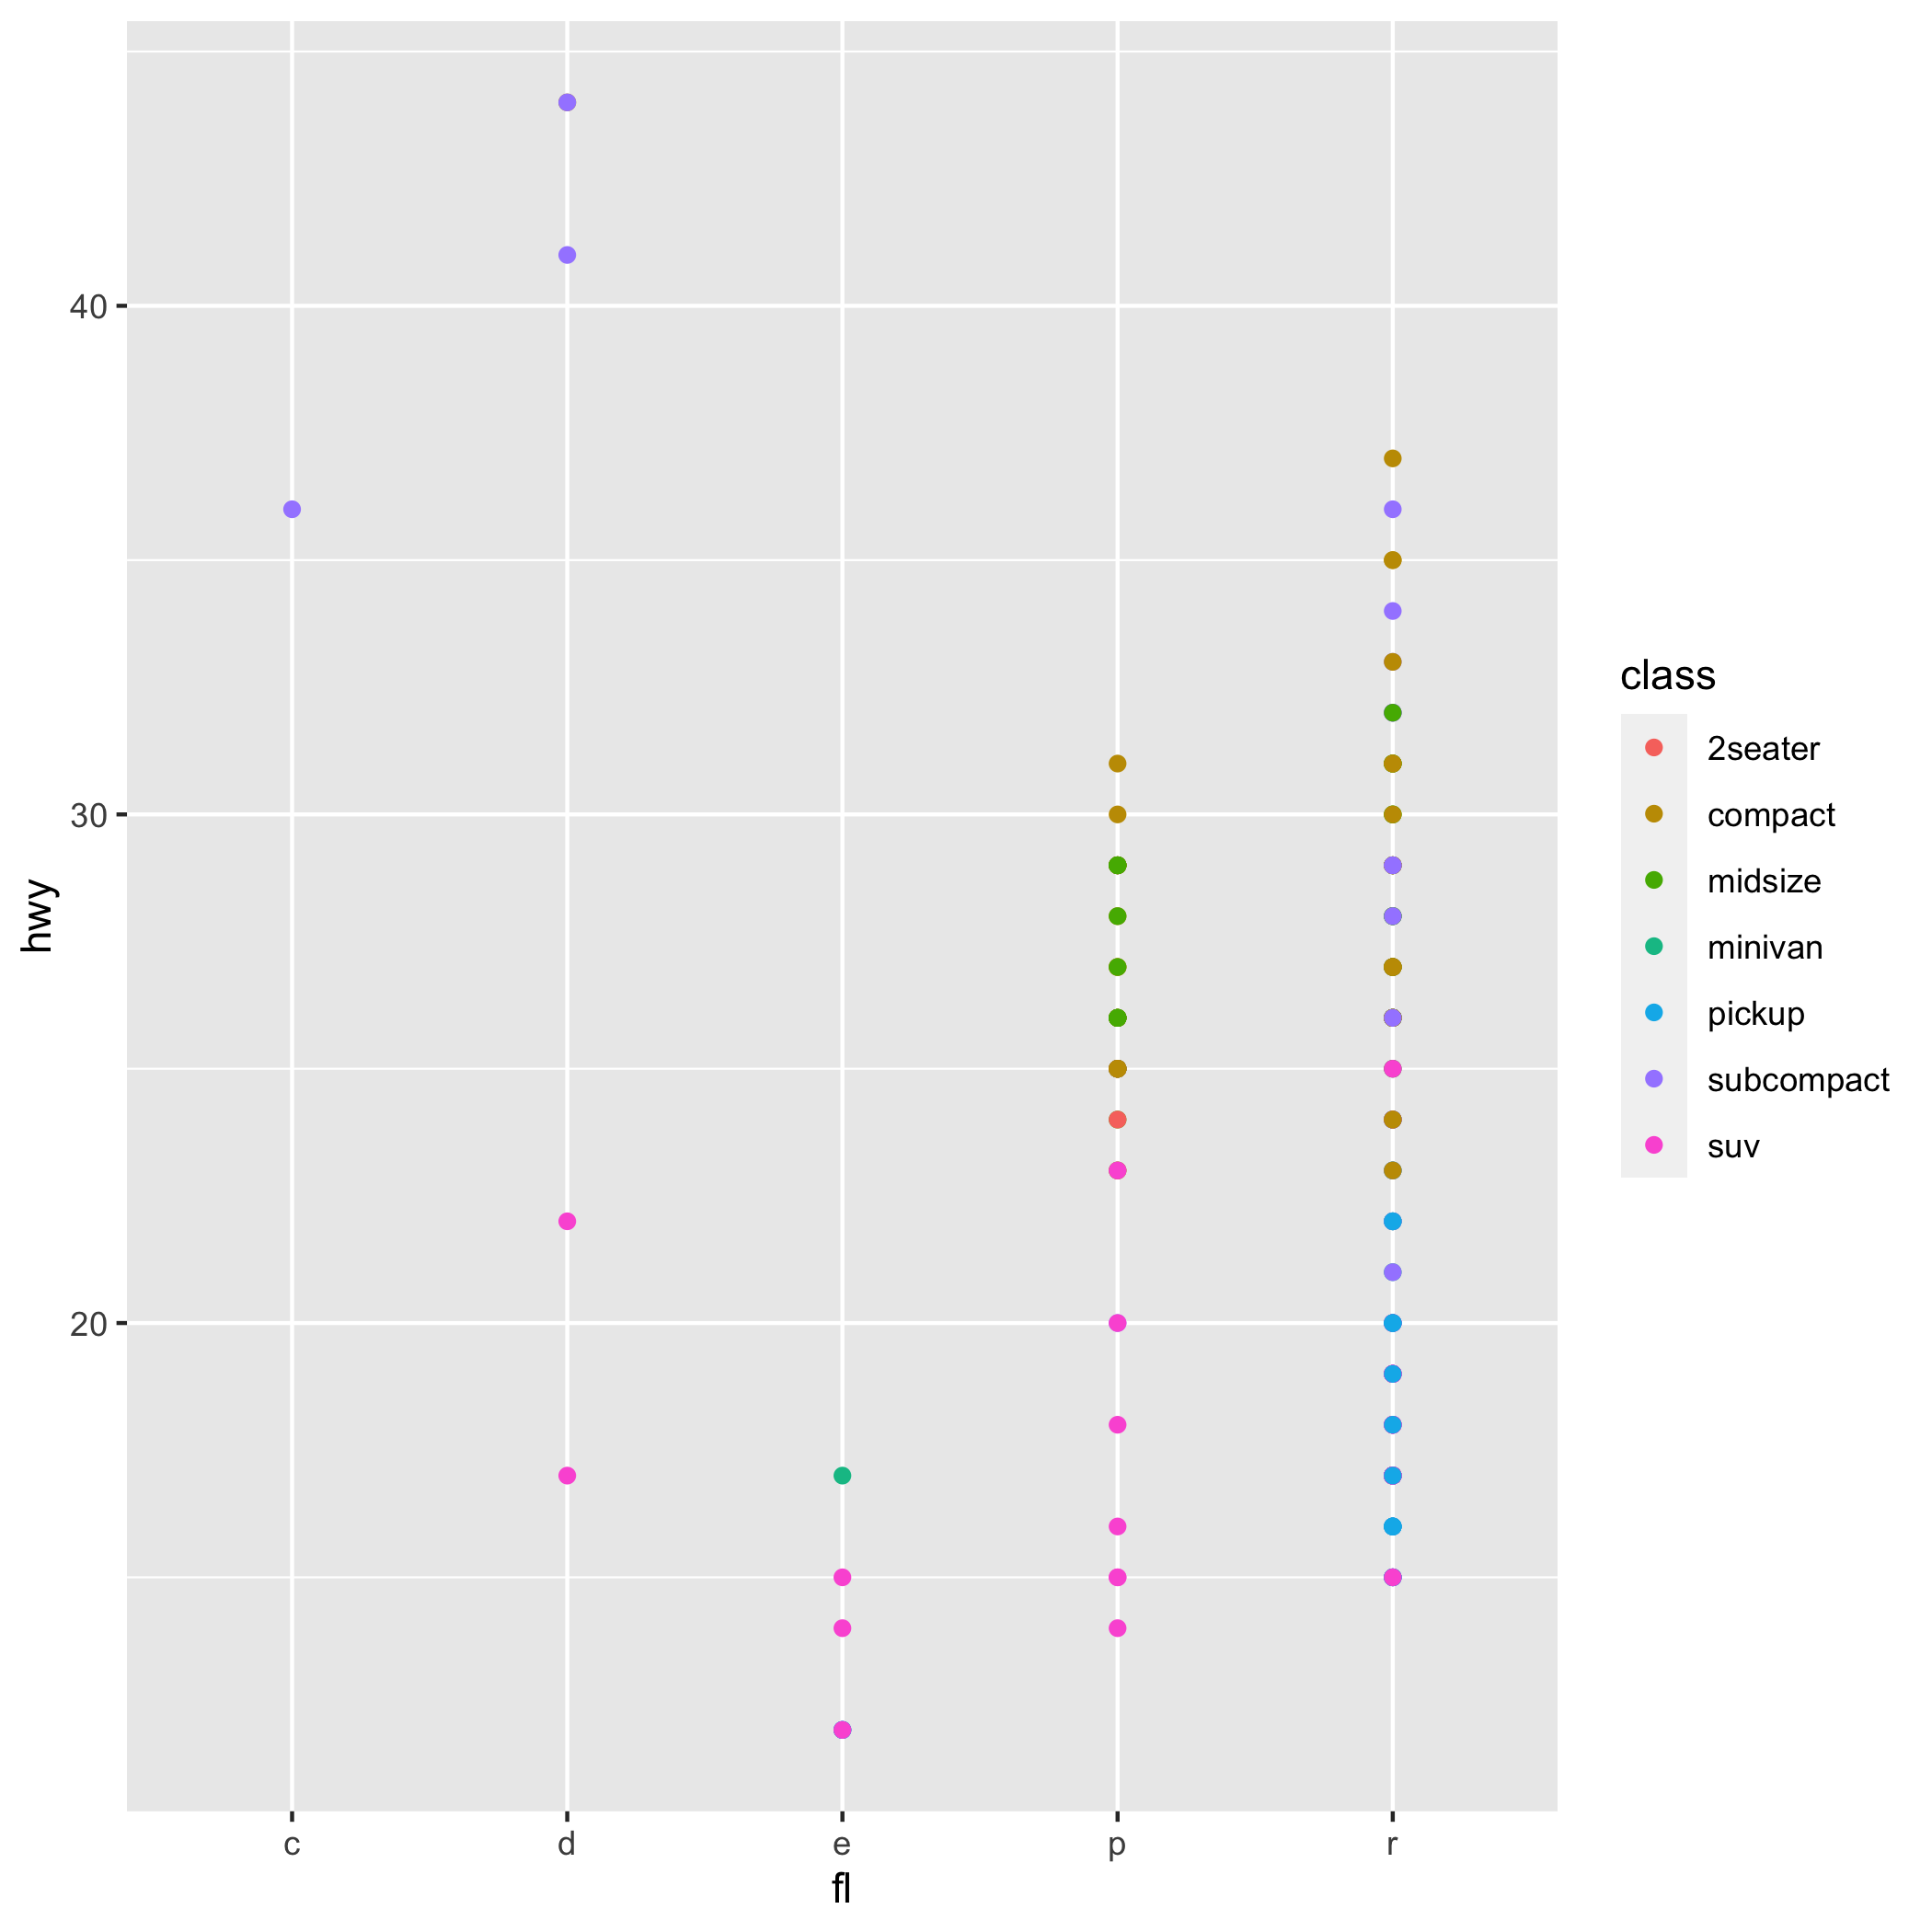 40
30
20
hwy
c
d
e
p
r
fl
class
2seater
compact
midsize
minivan
pickup
subcompact
suv